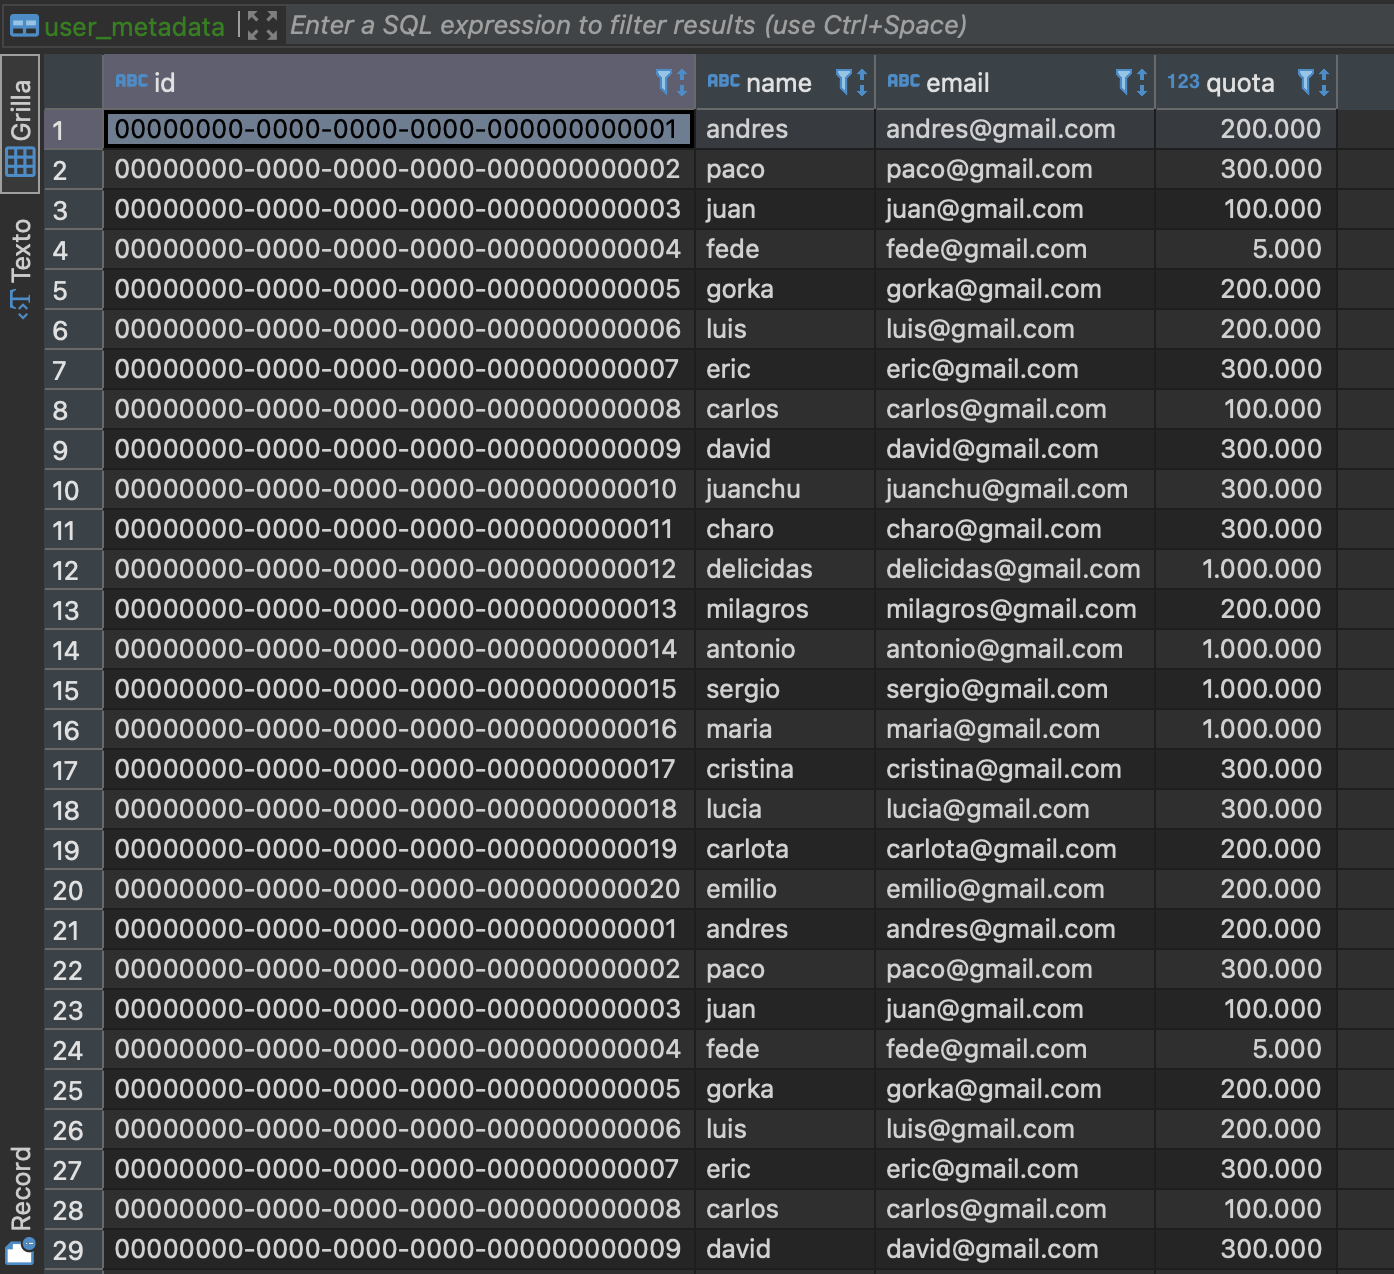 user_metadata Enter a SQL expression to filter results (use Ctrl+Space)
Grilla
Texto
Record
ABC id ABC name ABC email 123 quota
1 00000000-0000-0000-0000-000000000001 andres andres@gmail.com 200.000
2 00000000-0000-0000-0000-000000000002 paco paco@gmail.com 300.000
3 00000000-0000-0000-0000-000000000003 juan juan@gmail.com 100.000
4 00000000-0000-0000-0000-000000000004 fede fede@gmail.com 5.000
5 00000000-0000-0000-0000-000000000005 gorka gorka@gmail.com 200.000
6 00000000-0000-0000-0000-000000000006 luis luis@gmail.com 200.000
7 00000000-0000-0000-0000-000000000007 eric eric@gmail.com 300.000
8 00000000-0000-0000-0000-000000000008 carlos carlos@gmail.com 100.000
9 00000000-0000-0000-0000-000000000009 david david@gmail.com 300.000
10 00000000-0000-0000-0000-000000000010 juanchu juanchu@gmail.com 300.000
11 00000000-0000-0000-0000-000000000011 charo charo@gmail.com 300.000
12 00000000-0000-0000-0000-000000000012 delicidas delicidas@gmail.com 1.000.000
13 00000000-0000-0000-0000-000000000013 milagros milagros@gmail.com 200.000
14 00000000-0000-0000-0000-000000000014 antonio antonio@gmail.com 1.000.000
15 00000000-0000-0000-0000-000000000015 sergio sergio@gmail.com 1.000.000
16 00000000-0000-0000-0000-000000000016 maria maria@gmail.com 1.000.000
17 00000000-0000-0000-0000-000000000017 cristina cristina@gmail.com 300.000
18 00000000-0000-0000-0000-000000000018 lucia lucia@gmail.com 300.000
19 00000000-0000-0000-0000-000000000019 carlota carlota@gmail.com 200.000
20 00000000-0000-0000-0000-000000000020 emilio emilio@gmail.com 200.000
21 00000000-0000-0000-0000-000000000001 andres andres@gmail.com 200.000
22 00000000-0000-0000-0000-000000000002 paco paco@gmail.com 300.000
23 00000000-0000-0000-0000-000000000003 juan juan@gmail.com 100.000
24 00000000-0000-0000-0000-000000000004 fede fede@gmail.com 5.000
25 00000000-0000-0000-0000-000000000005 gorka gorka@gmail.com 200.000
26 00000000-0000-0000-0000-000000000006 luis luis@gmail.com 200.000
27 00000000-0000-0000-0000-000000000007 eric eric@gmail.com 300.000
28 00000000-0000-0000-0000-000000000008 carlos carlos@gmail.com 100.000
29 00000000-0000-0000-0000-000000000009 david david@gmail.com 300.000